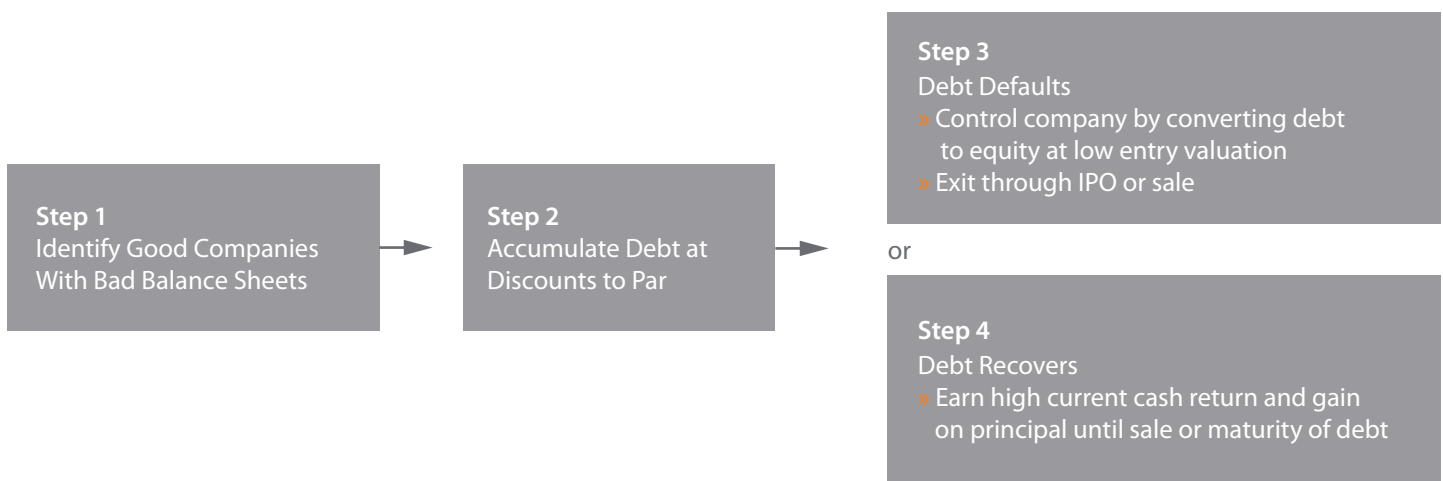 Step 1
Identify Good Companies
With Bad Balance Sheets
Step 2
Accumulate Debt at
Discounts to Par
Step 3
Debt Defaults
» Control company by converting debt
to equity at low entry valuation
» Exit through IPO or sale
or
Step 4
Debt Recovers
» Earn high current cash return and gain
on principal until sale or maturity of debt